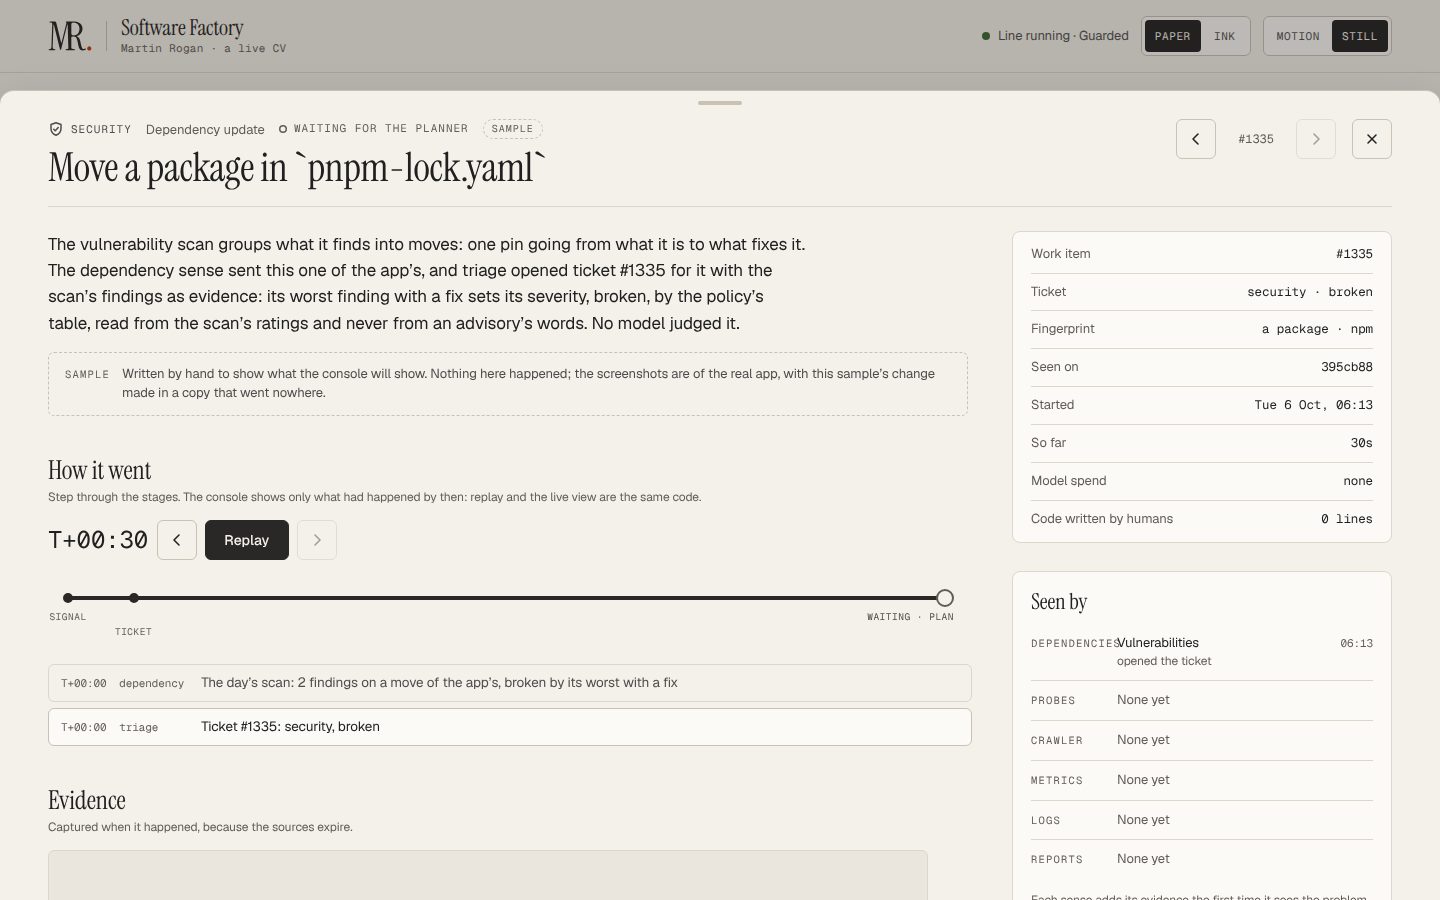 MR.
Software Factory
Martin Rogan · a live CV
Line running · Guarded
PAPER
INK
MOTION
STILL
SECURITY
Dependency update
WAITING FOR THE PLANNER
SAMPLE
#1335
Move a package in `pnpm-lock.yaml`
The vulnerability scan groups what it finds into moves: one pin going from what it is to what fixes it.
The dependency sense sent this one of the app’s, and triage opened ticket #1335 for it with the
scan’s findings as evidence: its worst finding with a fix sets its severity, broken, by the policy’s
table, read from the scan’s ratings and never from an advisory’s words. No model judged it.
SAMPLE
Written by hand to show what the console will show. Nothing here happened; the screenshots are of the real app, with this sample’s change
made in a copy that went nowhere.
How it went
Step through the stages. The console shows only what had happened by then: replay and the live view are the same code.
T+00:30
Replay
SIGNAL
TICKET
WAITING · PLAN
T+00:00 dependency The day’s scan: 2 findings on a move of the app’s, broken by its worst with a fix
T+00:00 triage Ticket #1335: security, broken
Evidence
Captured when it happened, because the sources expire.
Work item #1335
Ticket security · broken
Fingerprint a package · npm
Seen on 395cb88
Started Tue 6 Oct, 06:13
So far 30s
Model spend none
Code written by humans 0 lines
Seen by
DEPENDENCIES Vulnerabilities 06:13
opened the ticket
PROBES None yet
CRAWLER None yet
METRICS None yet
LOGS None yet
REPORTS None yet
Each sense adds its evidence the first time it sees the problem.